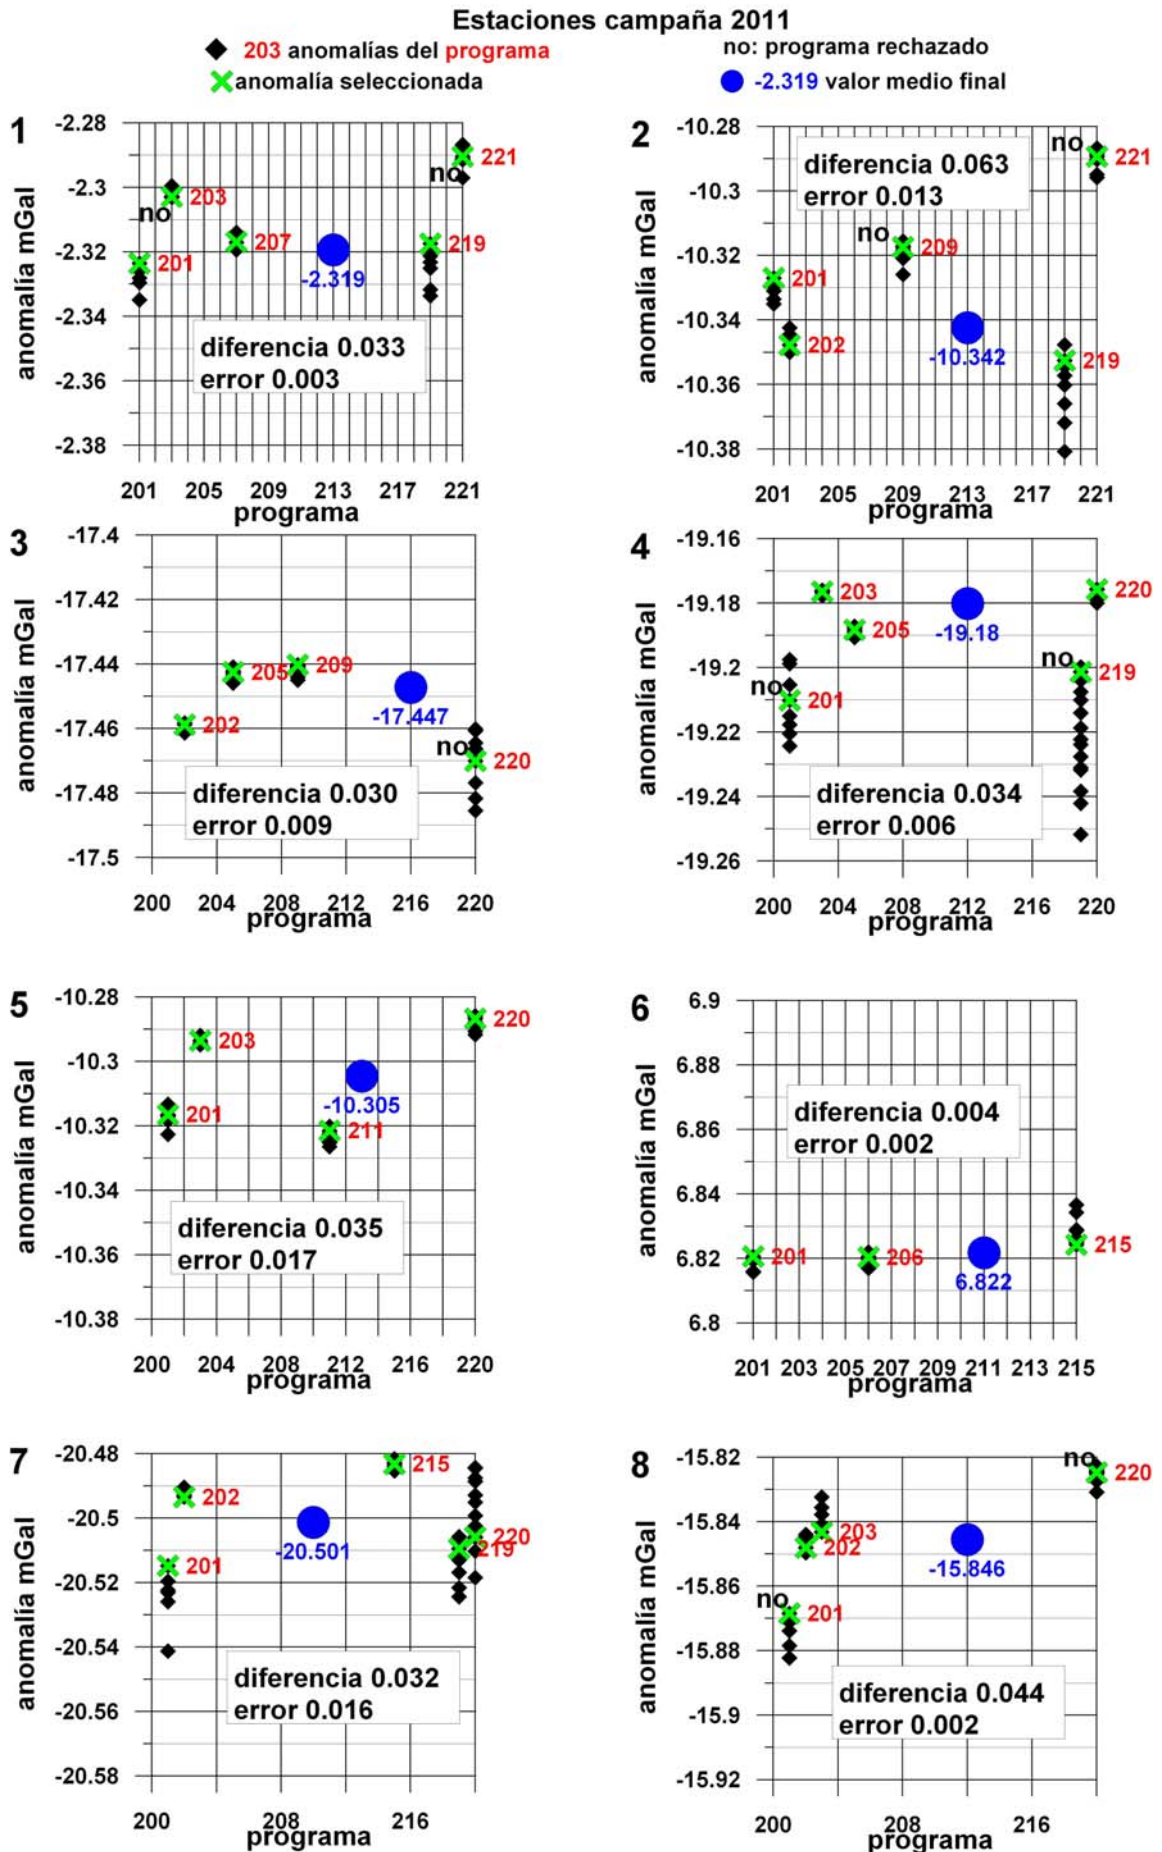 Estaciones campaña 2011
203 anomalías del programa
no: programa rechazado
anomalía seleccionada
-2.319 valor medio final
1
anomalía mGal
-2.28
-2.3
-2.32
-2.34
-2.36
-2.38
201
no
203
207
-2.319
219
no
221
diferencia 0.033
error 0.003
201 205 209 213 217 221
programa
2
anomalía mGal
-10.28
-10.3
-10.32
-10.34
-10.36
-10.38
diferencia 0.063
error 0.013
no
221
no
209
201
202
-10.342
219
201 205 209 213 217 221
programa
3
anomalía mGal
-17.4
-17.42
-17.44
-17.46
-17.48
-17.5
205
209
-17.447
202
no
220
diferencia 0.030
error 0.009
200 204 208 212 216 220
programa
4
anomalía mGal
-19.16
-19.18
-19.2
-19.22
-19.24
-19.26
203
220
205
-19.18
no
219
no
201
diferencia 0.034
error 0.006
200 204 208 212 216 220
programa
5
anomalía mGal
-10.28
-10.3
-10.32
-10.34
-10.36
-10.38
220
203
-10.305
201
211
diferencia 0.035
error 0.017
200 204 208 212 216 220
programa
6
anomalía mGal
6.9
6.88
6.86
6.84
6.82
6.8
diferencia 0.004
error 0.002
201
206
6.822
215
201 203 205 207 209 211 213 215
programa
7
anomalía mGal
-20.48
-20.5
-20.52
-20.54
-20.56
-20.58
215
202
-20.501
220
219
201
diferencia 0.032
error 0.016
200 208 216
programa
8
anomalía mGal
-15.82
-15.84
-15.86
-15.88
-15.9
-15.92
no
220
203
202
-15.846
no
201
diferencia 0.044
error 0.002
200 208 216
programa